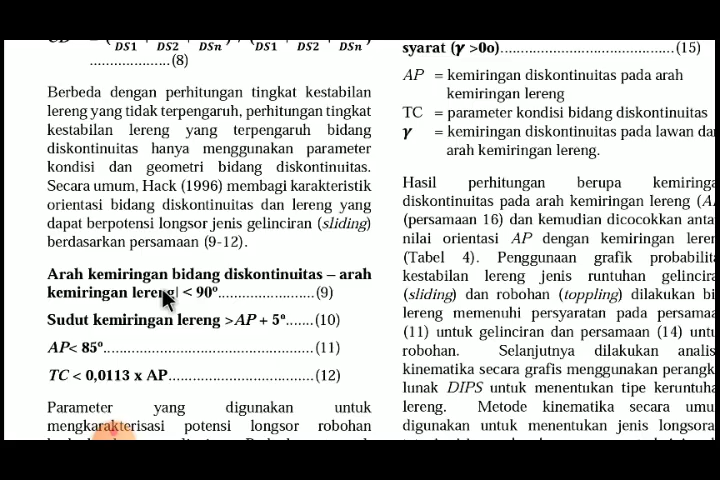 DS1 DS2 DSn DS1 DS2 DSn
.....................(8)
Berbeda dengan perhitungan tingkat kestabilan
lereng yang tidak terpengaruh, perhitungan tingkat
kestabilan lereng yang terpengaruh bidang
diskontinuitas hanya menggunakan parameter
kondisi dan geometri bidang diskontinuitas.
Secara umum, Hack (1996) membagi karakteristik
orientasi bidang diskontinuitas dan lereng yang
dapat berpotensi longsor jenis gelinciran (sliding)
berdasarkan persamaan (9-12).
Arah kemiringan bidang diskontinuitas – arah
kemiringan lereng| < 90º.........................(9)
Sudut kemiringan lereng >AP + 5º.......(10)
AP< 85º.......................................................(11)
TC < 0,0113 x AP......................................(12)
Parameter yang digunakan untuk
mengkarakterisasi potensi longsor robohan
syarat (γ >0o).............................................(15)
AP = kemiringan diskontinuitas pada arah
kemiringan lereng
TC = parameter kondisi bidang diskontinuitas
γ = kemiringan diskontinuitas pada lawan
arah kemiringan lereng.
Hasil perhitungan berupa
diskontinuitas pada arah kemiringan lereng
(persamaan 16) dan kemudian dicocokkan
nilai orientasi AP dengan kemiringan
(Tabel 4). Penggunaan grafik
kestabilan lereng jenis runtuhan
(sliding) dan robohan (toppling) dilakukan
lereng memenuhi persyaratan pada
(11) untuk gelinciran dan persamaan (14)
robohan. Selanjutnya dilakukan
kinematika secara grafis menggunakan
lunak DIPS untuk menentukan tipe
lereng. Metode kinematika secara
digunakan untuk menentukan jenis